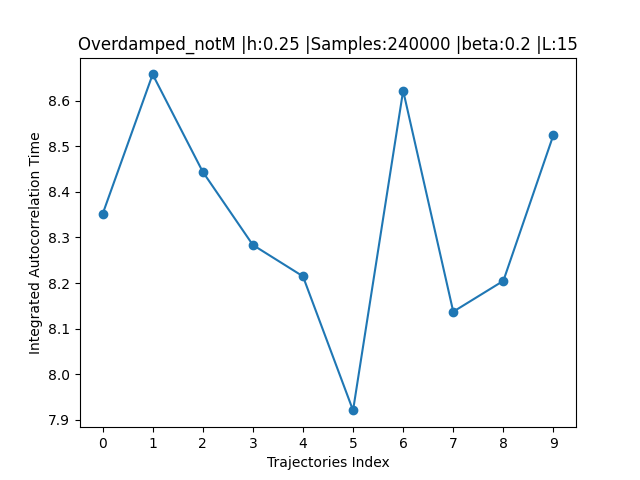 Overdamped_notM |h:0.25 |Samples:240000 |beta:0.2 |L:15
Integrated Autocorrelation Time
8.6
8.5
8.4
8.3
8.2
8.1
8.0
7.9
0 1 2 3 4 5 6 7 8 9
Trajectories Index